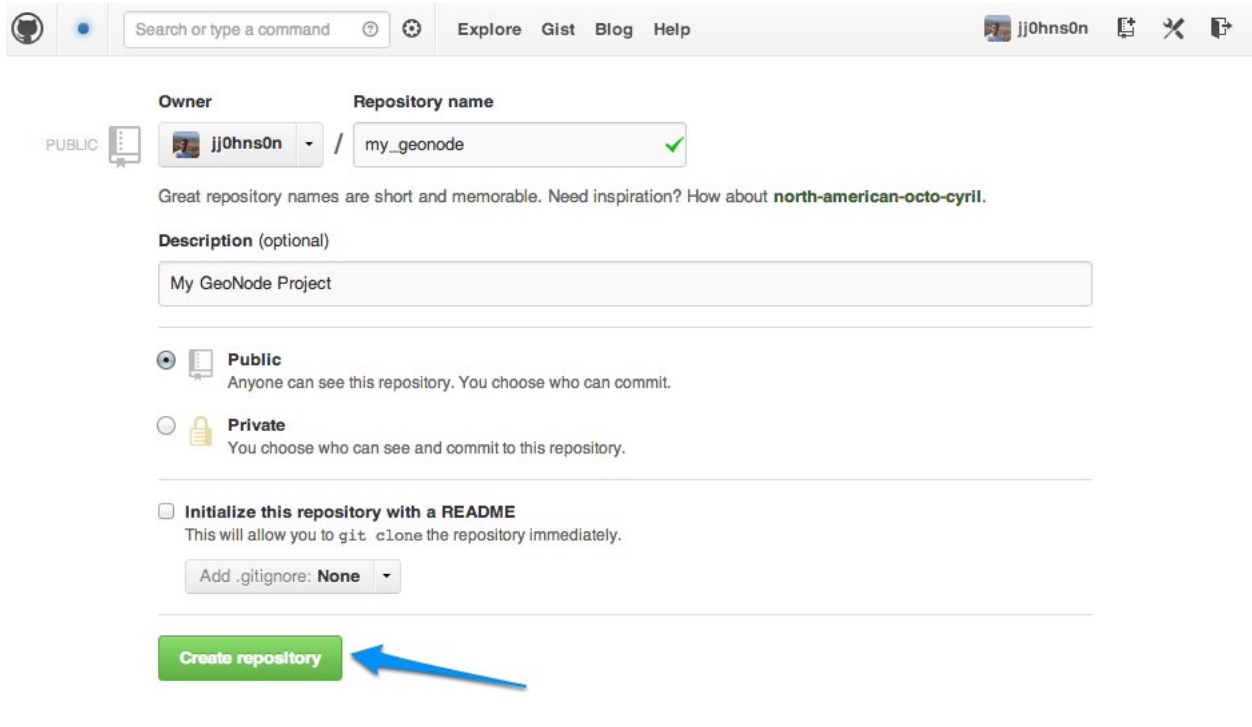 Search or type a command
Explore Gist Blog Help
jj0hns0n
Owner
Repository name
PUBLIC
jj0hns0n / my_geonode
Great repository names are short and memorable. Need inspiration? How about north-american-octo-cyril.
Description (optional)
My GeoNode Project
Public
Anyone can see this repository. You choose who can commit.
Private
You choose who can see and commit to this repository.
Initialize this repository with a README
This will allow you to git clone the repository immediately.
Add .gitignore: None
Create repository